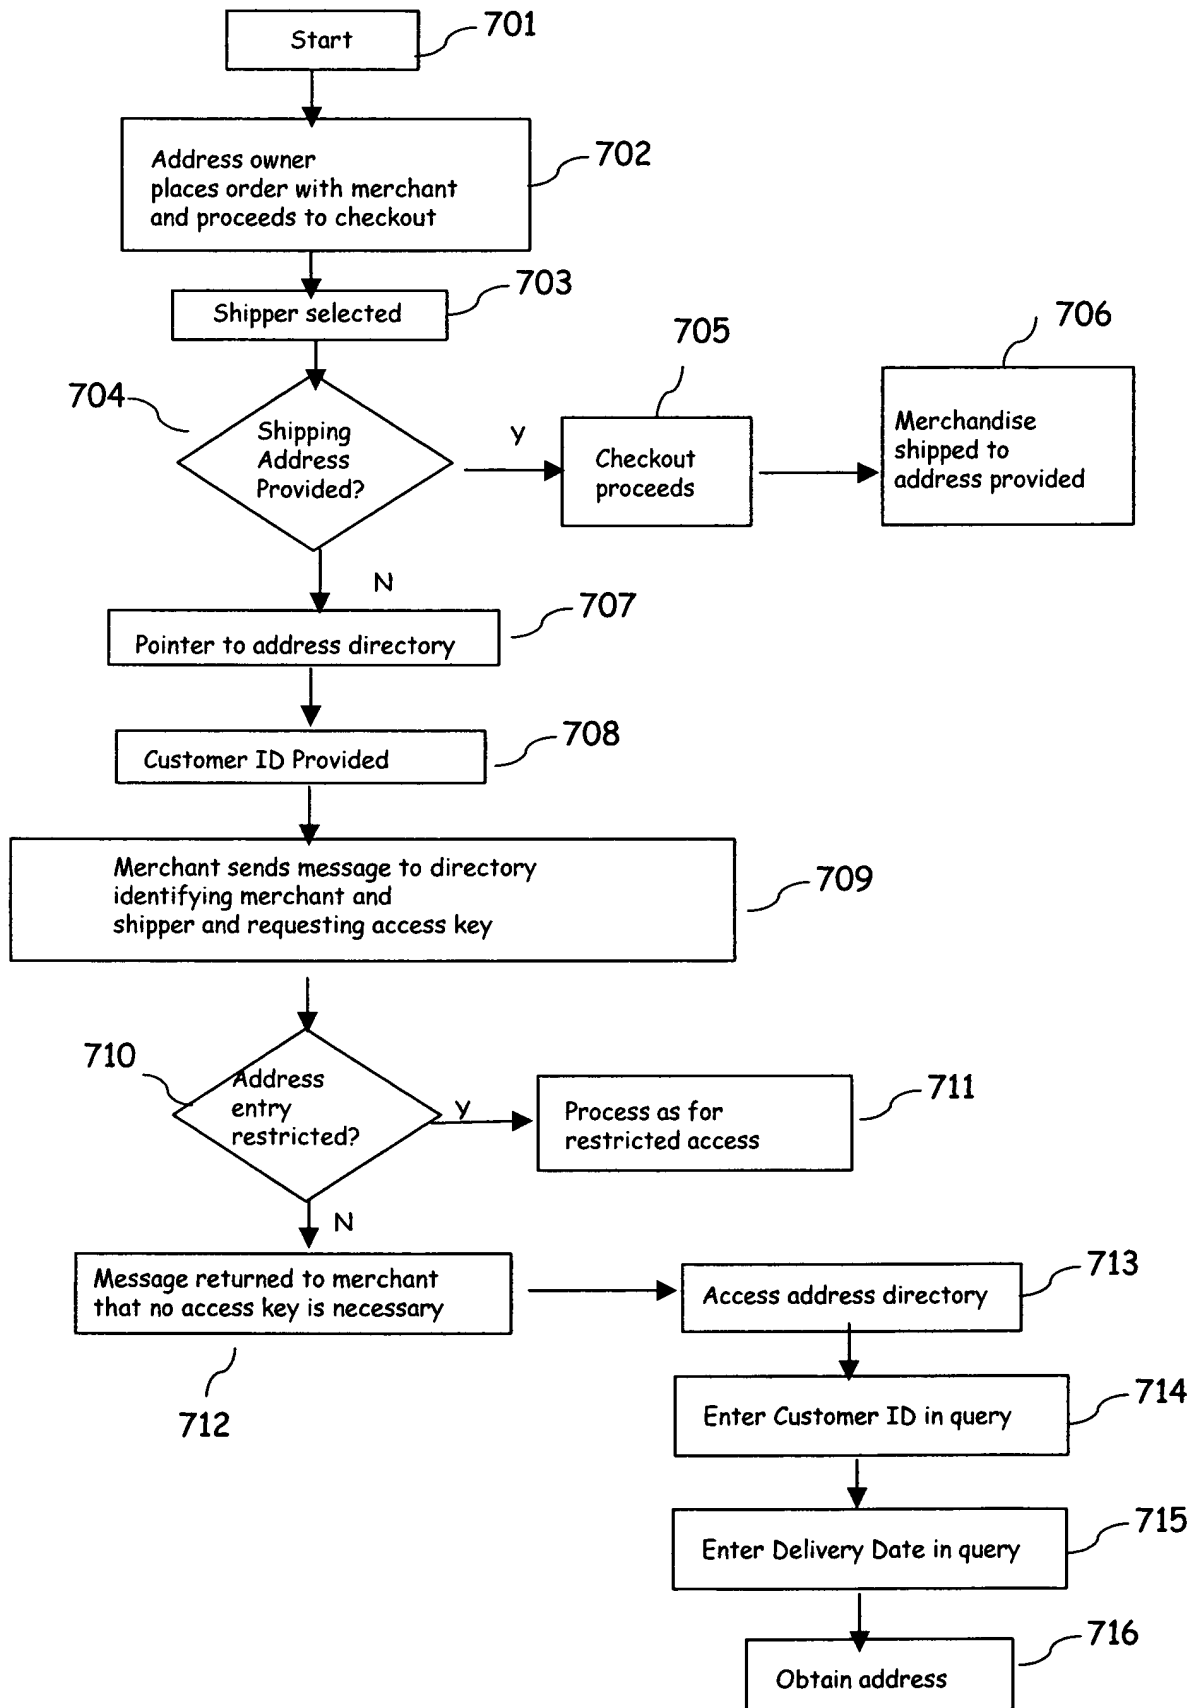 Start
701
Address owner
places order with merchant
and proceeds to checkout
702
Shipper selected
703
704
Shipping
Address
Provided?
Y
705
Checkout
proceeds
706
Merchandise
shipped to
address provided
N
Pointer to address directory
707
Customer ID Provided
708
Merchant sends message to directory
identifying merchant and
shipper and requesting access key
709
710
Address
entry
restricted?
Y
Process as for
restricted access
711
N
Message returned to merchant
that no access key is necessary
712
Access address directory
713
Enter Customer ID in query
714
Enter Delivery Date in query
715
Obtain address
716